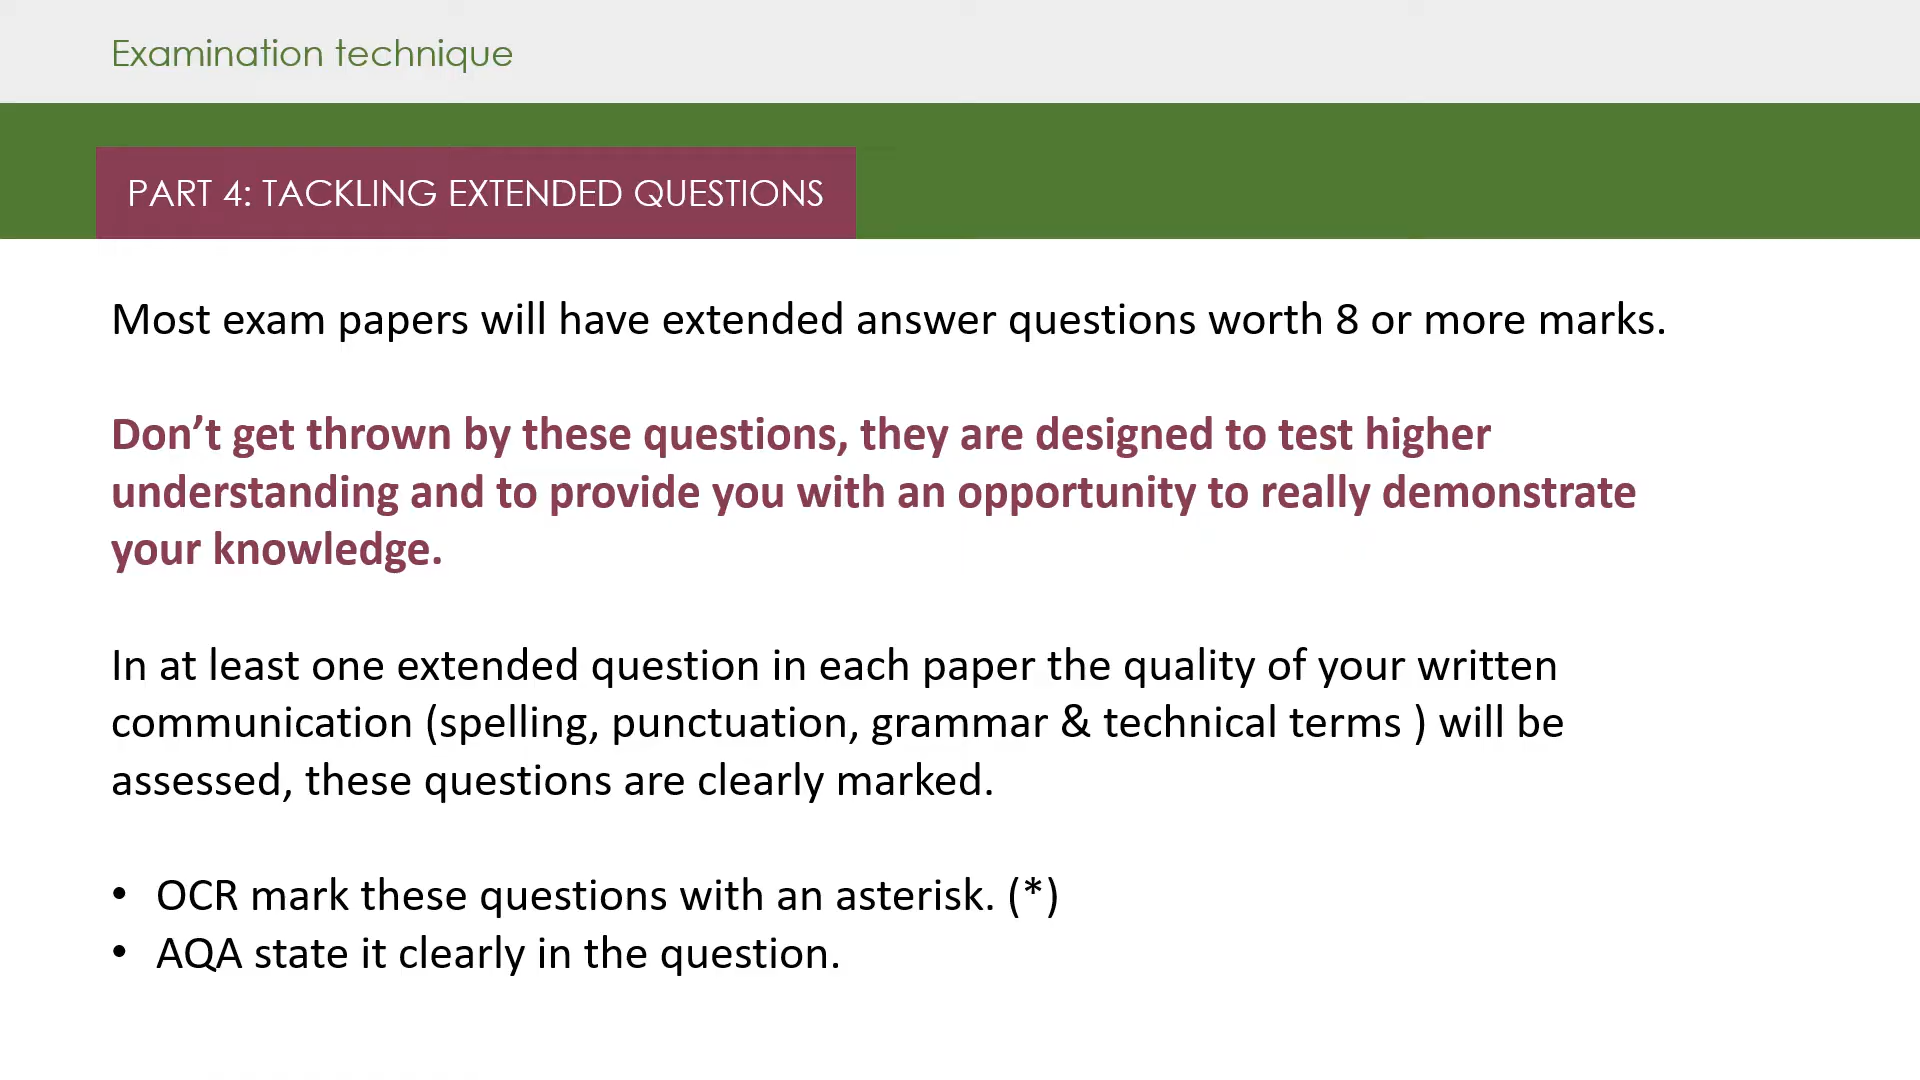 Examination technique
PART 4: TACKLING EXTENDED QUESTIONS
Most exam papers will have extended answer questions worth 8 or more marks.
Don’t get thrown by these questions, they are designed to test higher
understanding and to provide you with an opportunity to really demonstrate
your knowledge.
In at least one extended question in each paper the quality of your written
communication (spelling, punctuation, grammar & technical terms ) will be
assessed, these questions are clearly marked.
• OCR mark these questions with an asterisk. (*)
• AQA state it clearly in the question.